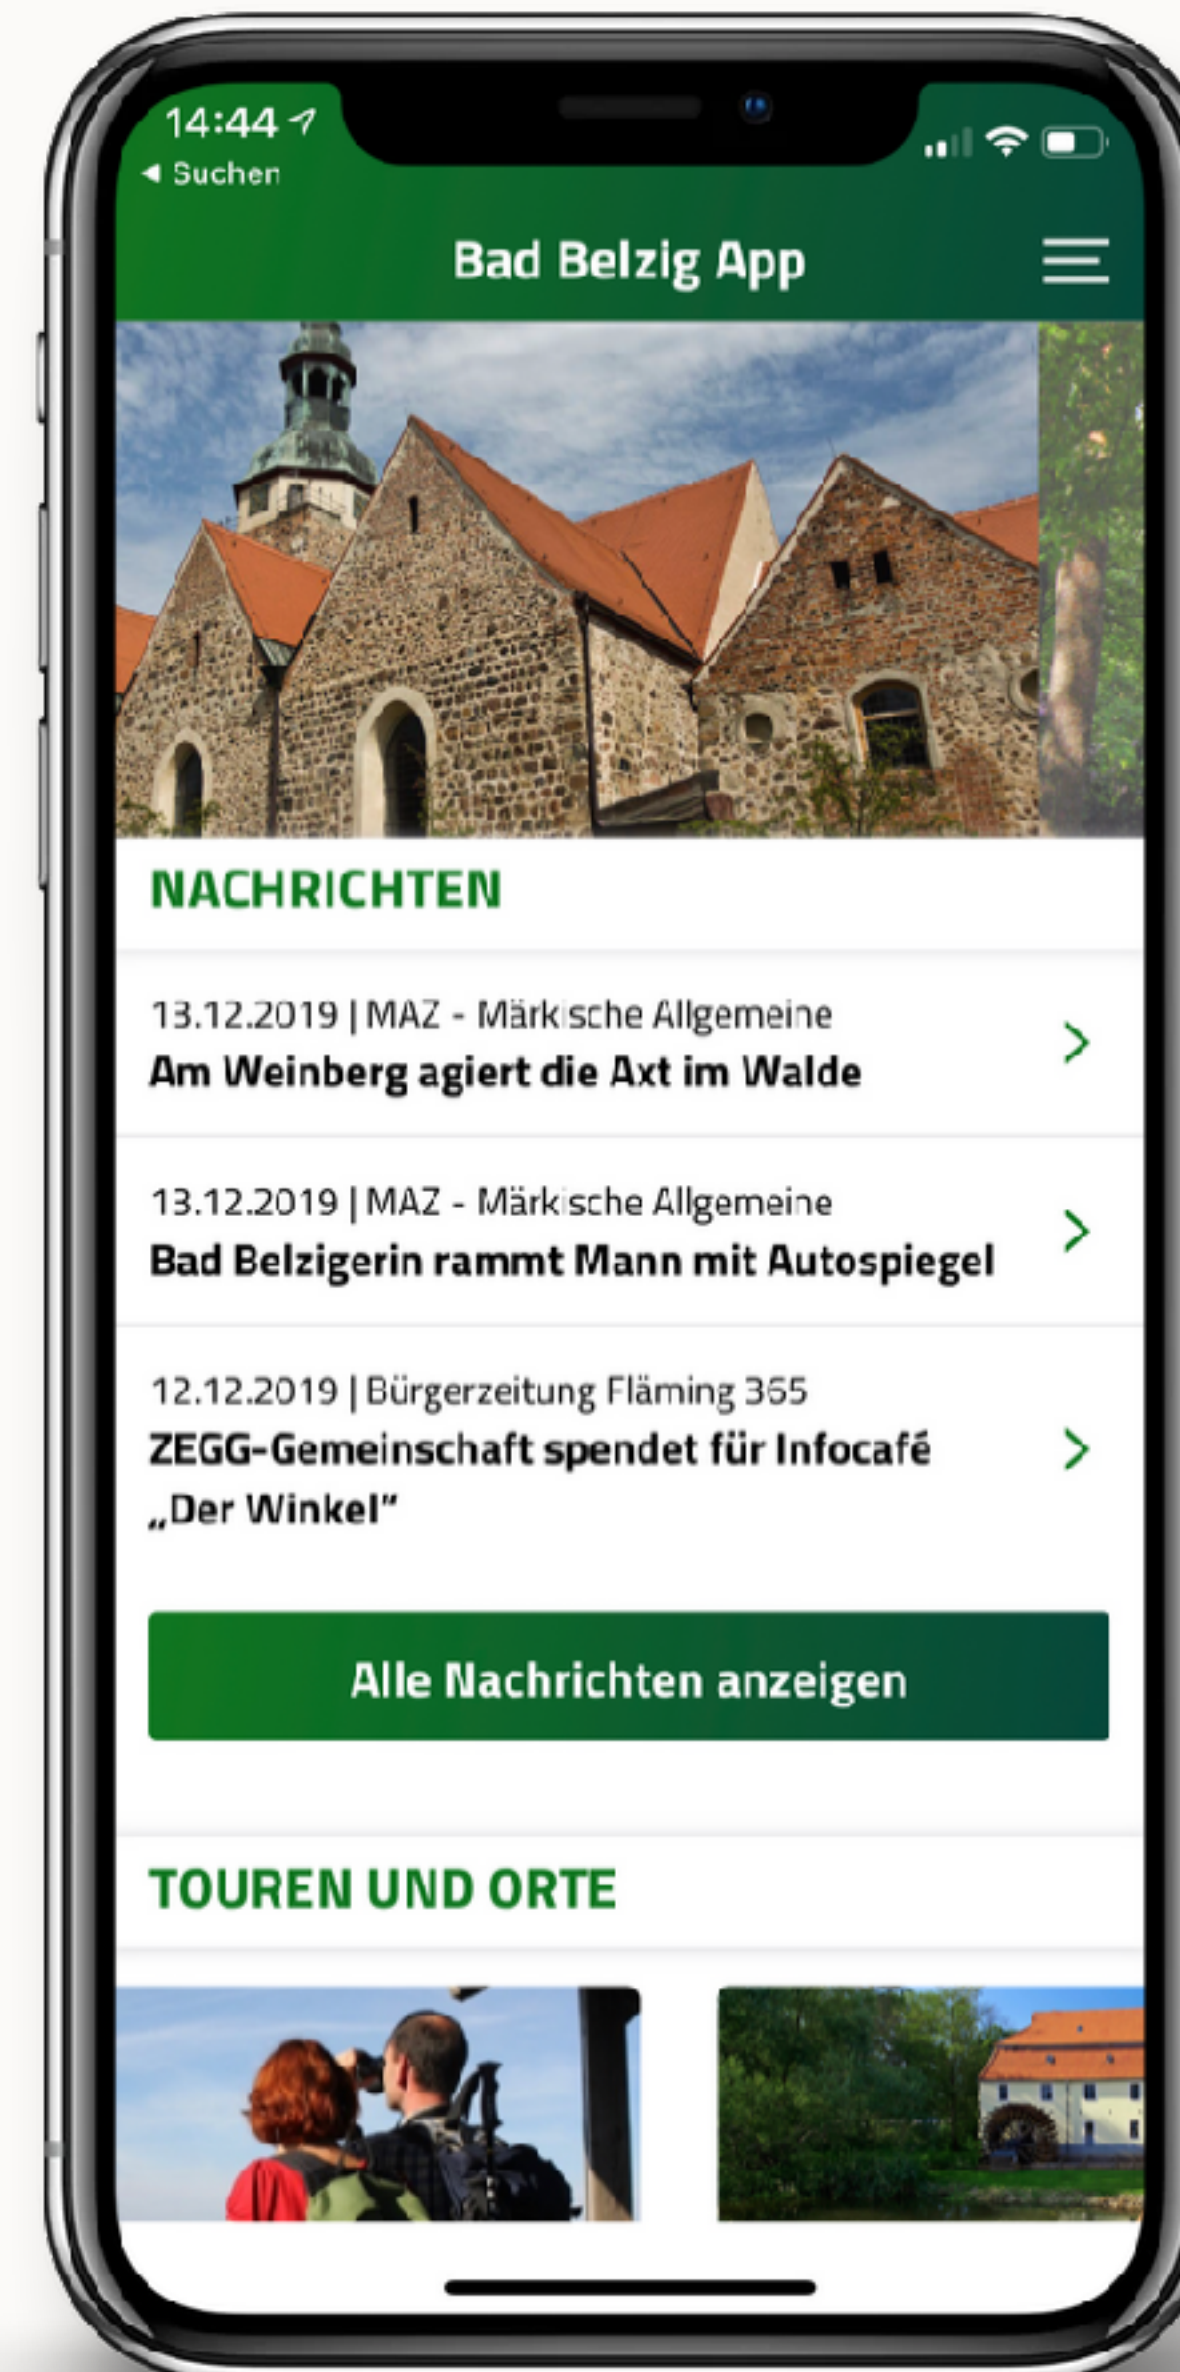 14:44
Suchen
Bad Belzig App
NACHRICHTEN
13.12.2019 | MAZ - Märkische Allgemeine
Am Weinberg agiert die Axt im Walde
13.12.2019 | MAZ - Märkische Allgemeine
Bad Belzigerin rammt Mann mit Autospiegel
12.12.2019 | Bürgerzeitung Fläming 365
ZEGG-Gemeinschaft spendet für Infocafé
„Der Winkel”
Alle Nachrichten anzeigen
TOUREN UND ORTE